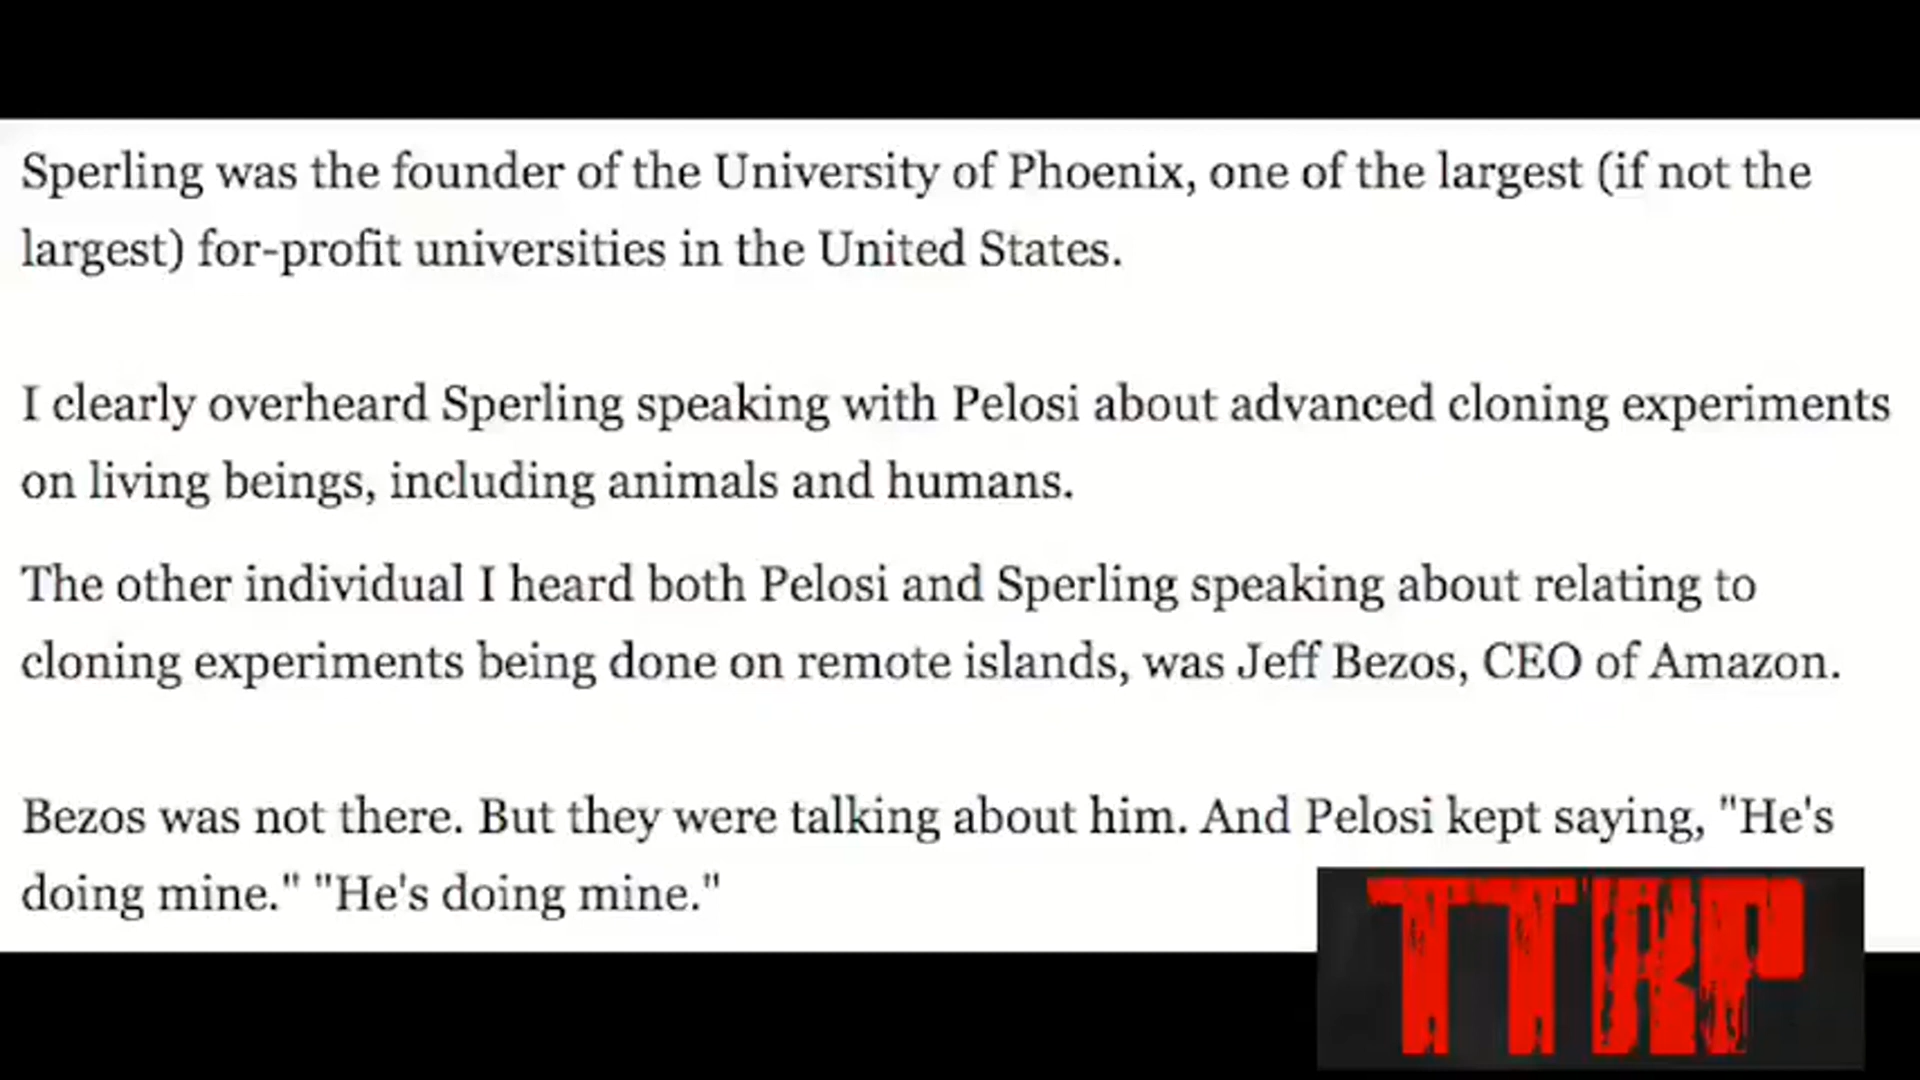 Sperling was the founder of the University of Phoenix, one of the largest (if not the
largest) for-profit universities in the United States.
I clearly overheard Sperling speaking with Pelosi about advanced cloning experiments
on living beings, including animals and humans.
The other individual I heard both Pelosi and Sperling speaking about relating to
cloning experiments being done on remote islands, was Jeff Bezos, CEO of Amazon.
Bezos was not there. But they were talking about him. And Pelosi kept saying, "He's
doing mine." "He's doing mine."
TTRP